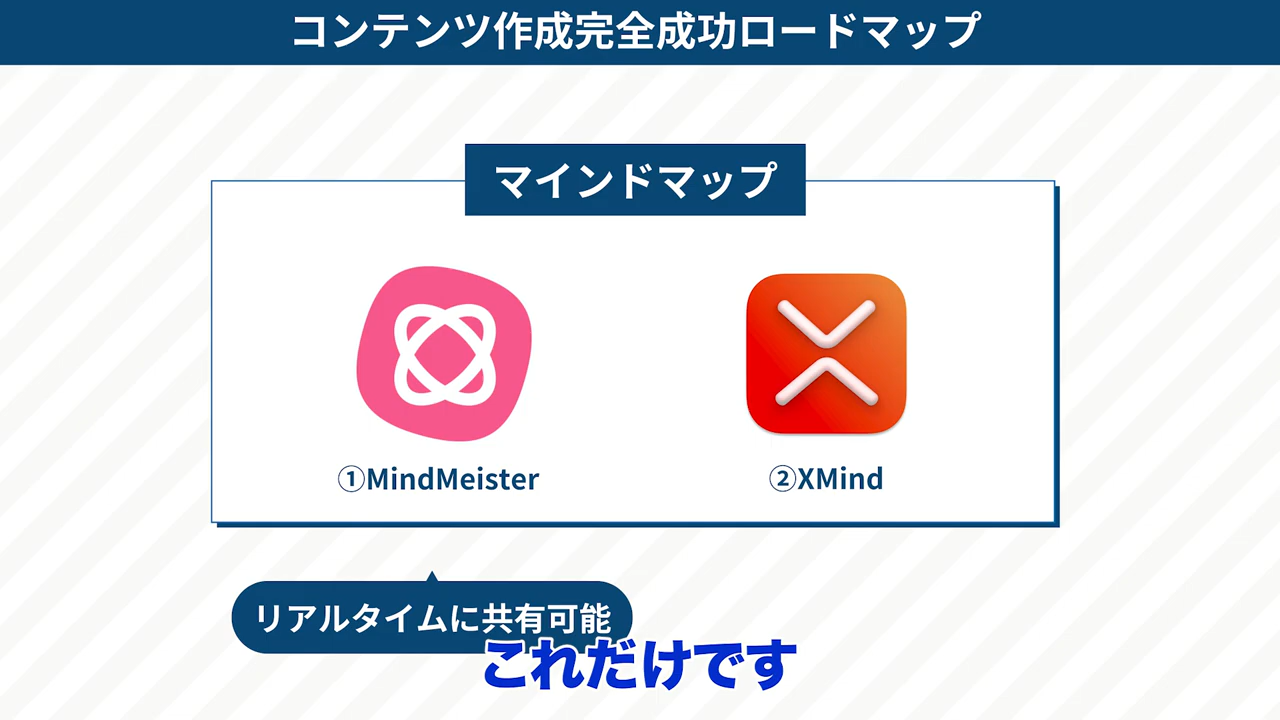 コンテンツ作成完全成功ロードマップ
マインドマップ
①MindMeister
②XMind
リアルタイムに共有可能
これだけです